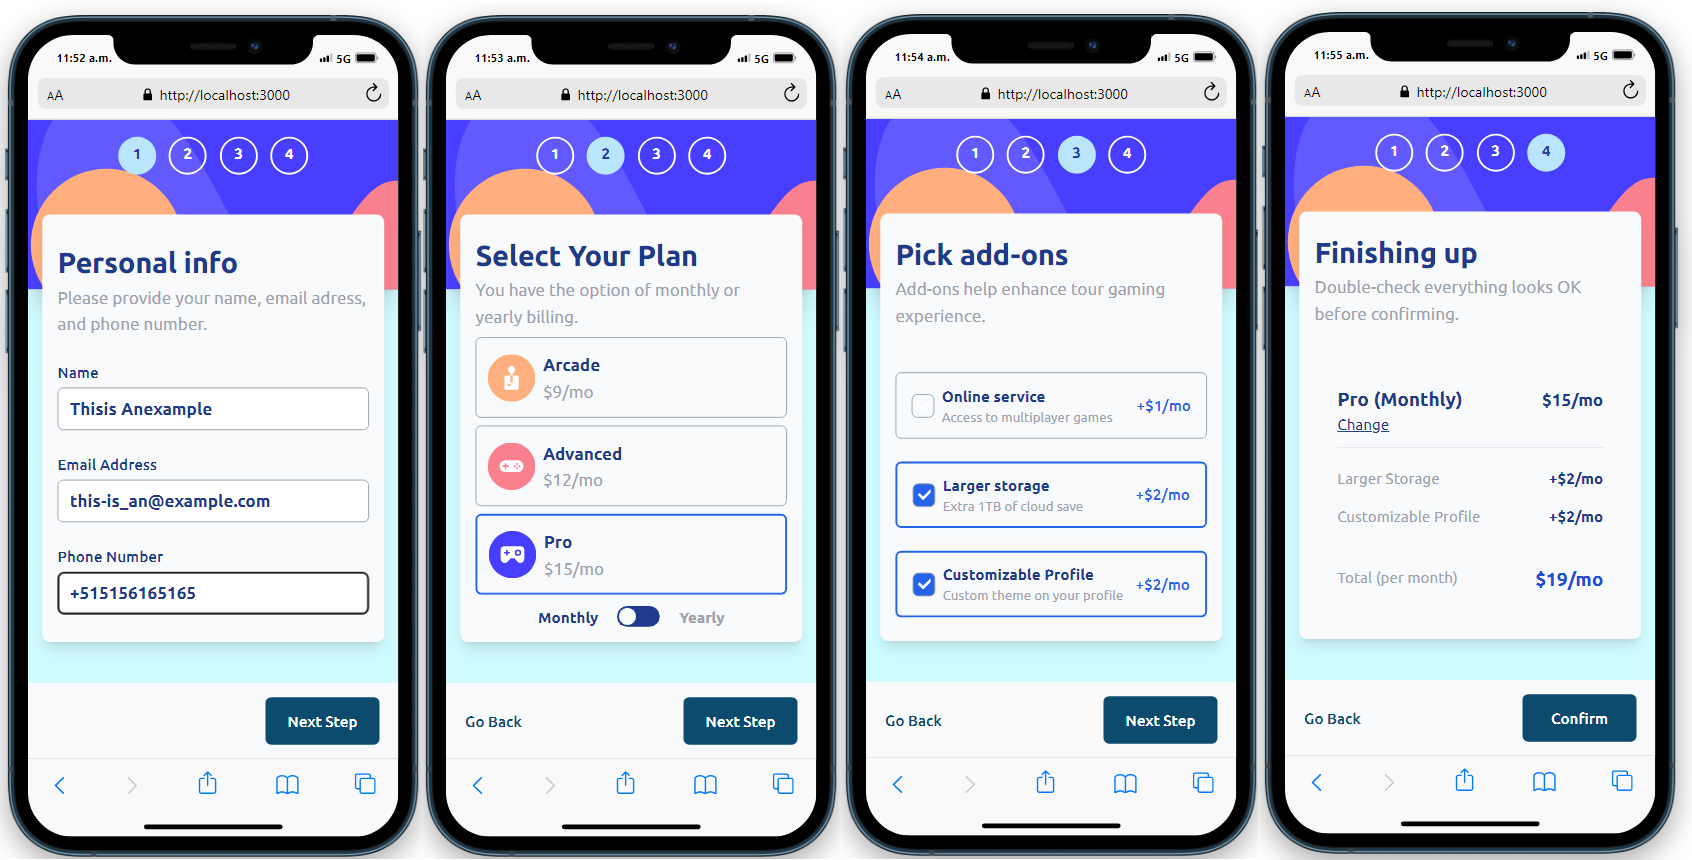 11:52 a.m.
5G
AA
http://localhost:3000
1 2 3 4
Personal info
Please provide your name, email adress,
and phone number.
Name
Thisis Anexample
Email Address
this-is_an@example.com
Phone Number
+515156165165
Next Step
11:53 a.m.
5G
AA
http://localhost:3000
1 2 3 4
Select Your Plan
You have the option of monthly or
yearly billing.
Arcade
$9/mo
Advanced
$12/mo
Pro
$15/mo
Monthly Yearly
Go Back Next Step
11:54 a.m.
5G
AA
http://localhost:3000
1 2 3 4
Pick add-ons
Add-ons help enhance tour gaming
experience.
Online service
Access to multiplayer games
+$1/mo
Larger storage
Extra 1TB of cloud save
+$2/mo
Customizable Profile
Custom theme on your profile
+$2/mo
Go Back Next Step
11:55 a.m.
5G
AA
http://localhost:3000
1 2 3 4
Finishing up
Double-check everything looks OK
before confirming.
Pro (Monthly) $15/mo
Change
Larger Storage +$2/mo
Customizable Profile +$2/mo
Total (per month) $19/mo
Go Back Confirm